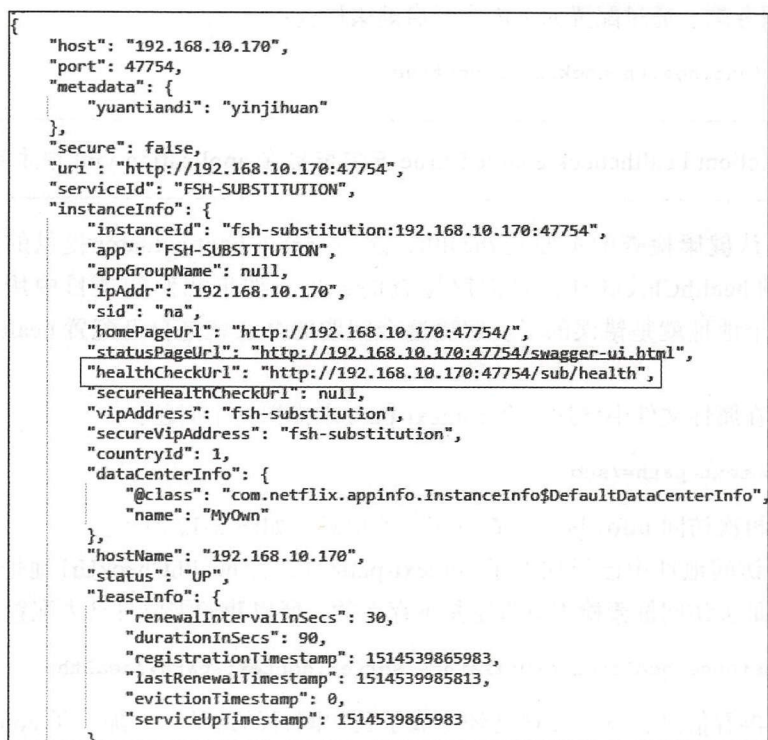 {
"host": "192.168.10.170",
"port": 47754,
"metadata": {
"yuantiandi": "yinjihuan"
},
"secure": false,
"uri": "http://192.168.10.170:47754",
"serviceId": "FSH-SUBSTITUTION",
"instanceInfo": {
"instanceId": "fsh-substitution:192.168.10.170:47754",
"app": "FSH-SUBSTITUTION",
"appGroupName": null,
"ipAddr": "192.168.10.170",
"sid": "na",
"homePageUrl": "http://192.168.10.170:47754/",
"statusPageUrl": "http://192.168.10.170:47754/swagger-ui.html",
"healthCheckUrl": "http://192.168.10.170:47754/sub/health",
"secureHealthCheckUrl": null,
"vipAddress": "fsh-substitution",
"secureVipAddress": "fsh-substitution",
"countryId": 1,
"dataCenterInfo": {
"@class": "com.netflix.appinfo.InstanceInfo$DefaultDataCenterInfo",
"name": "MyOwn"
},
"hostName": "192.168.10.170",
"status": "UP",
"leaseInfo": {
"renewalIntervalInSecs": 30,
"durationInSecs": 90,
"registrationTimestamp": 1514539865983,
"lastRenewalTimestamp": 1514539985813,
"evictionTimestamp": 0,
"serviceUpTimestamp": 1514539865983
}